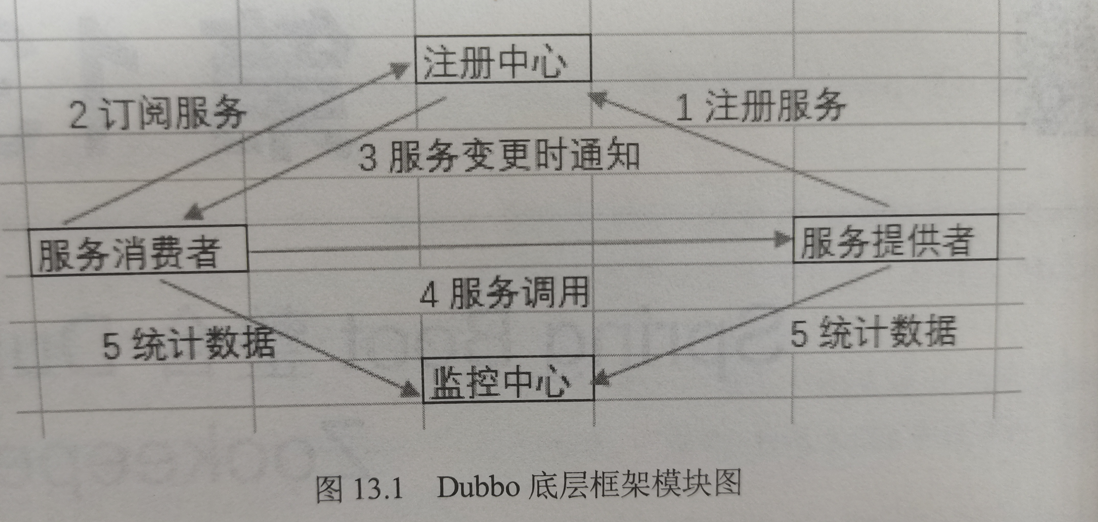 注册中心
2 订阅服务
1 注册服务
3 服务变更时通知
服务消费者
服务提供者
4 服务调用
5 统计数据
5 统计数据
监控中心
图 13.1 Dubbo 底层框架模块图